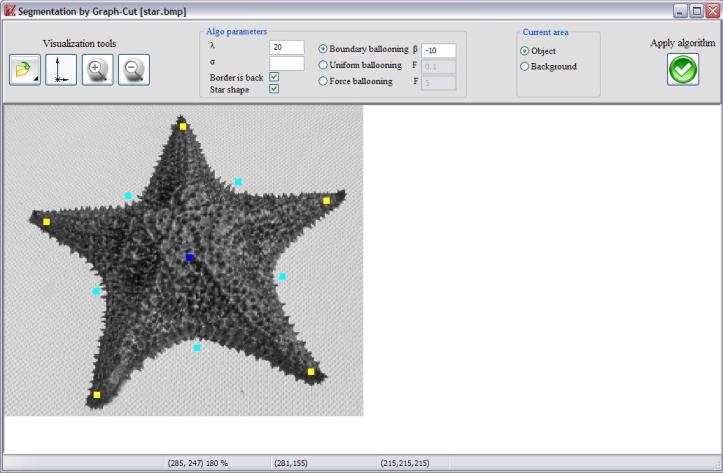 Segmentation by Graph-Cut [star.bmp]
Visualization tools
Algo parameters
λ 20
σ
Border is back
Star shape
Boundary ballooning β -10
Uniform ballooning F 0.1
Force ballooning F 5
Current area
Object
Background
Apply algorithm
(285, 247) 180 % (281,155) (215,215,215)